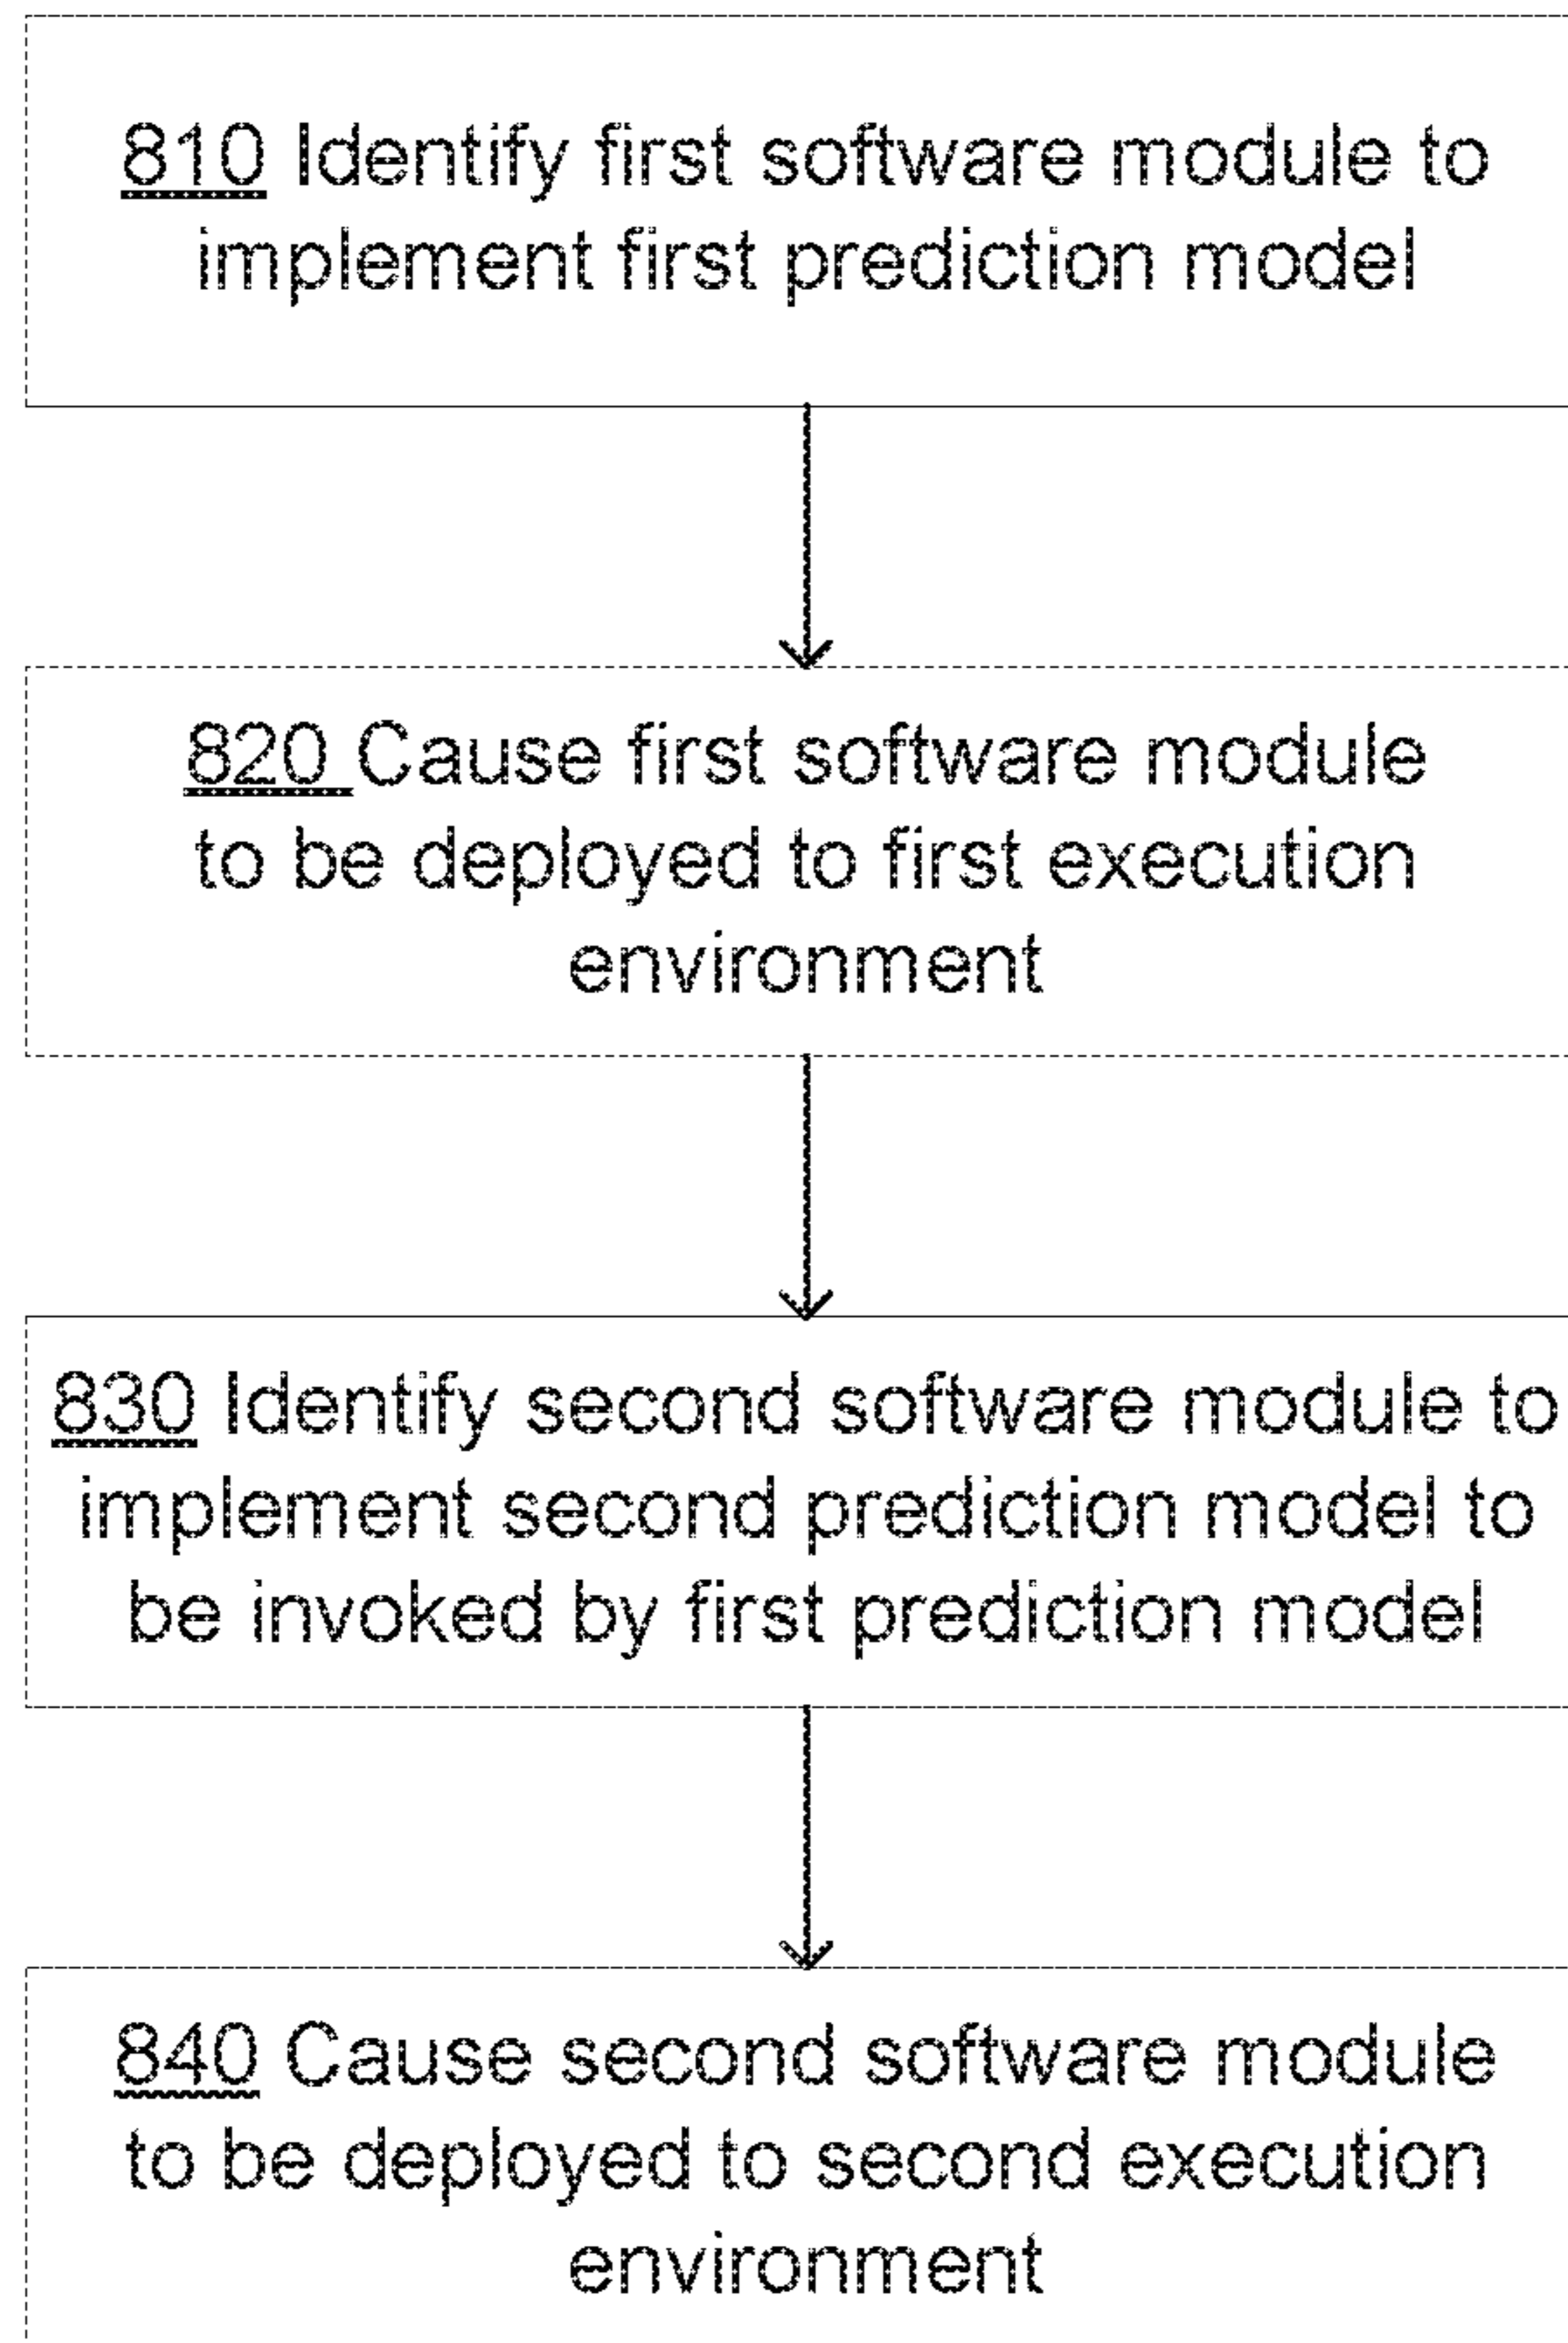 810 Identify first software module to
implement first prediction model
820 Cause first software module
to be deployed to first execution
environment
830 Identify second software module to
implement second prediction model to
be invoked by first prediction model
840 Cause second software module
to be deployed to second execution
environment